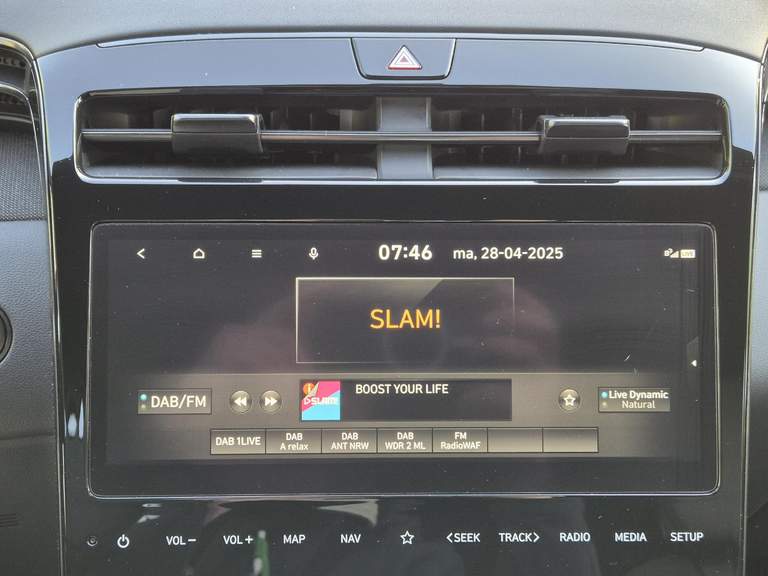 07:46 ma, 28-04-2025
SLAM!
DAB/FM
SLAM!
BOOST YOUR LIFE
Live Dynamic
Natural
DAB 1LIVE
DAB
A relax
DAB
ANT NRW
DAB
WDR 2 ML
FM
RadioWAF
VOL− VOL+ MAP NAV <SEEK TRACK> RADIO MEDIA SETUP